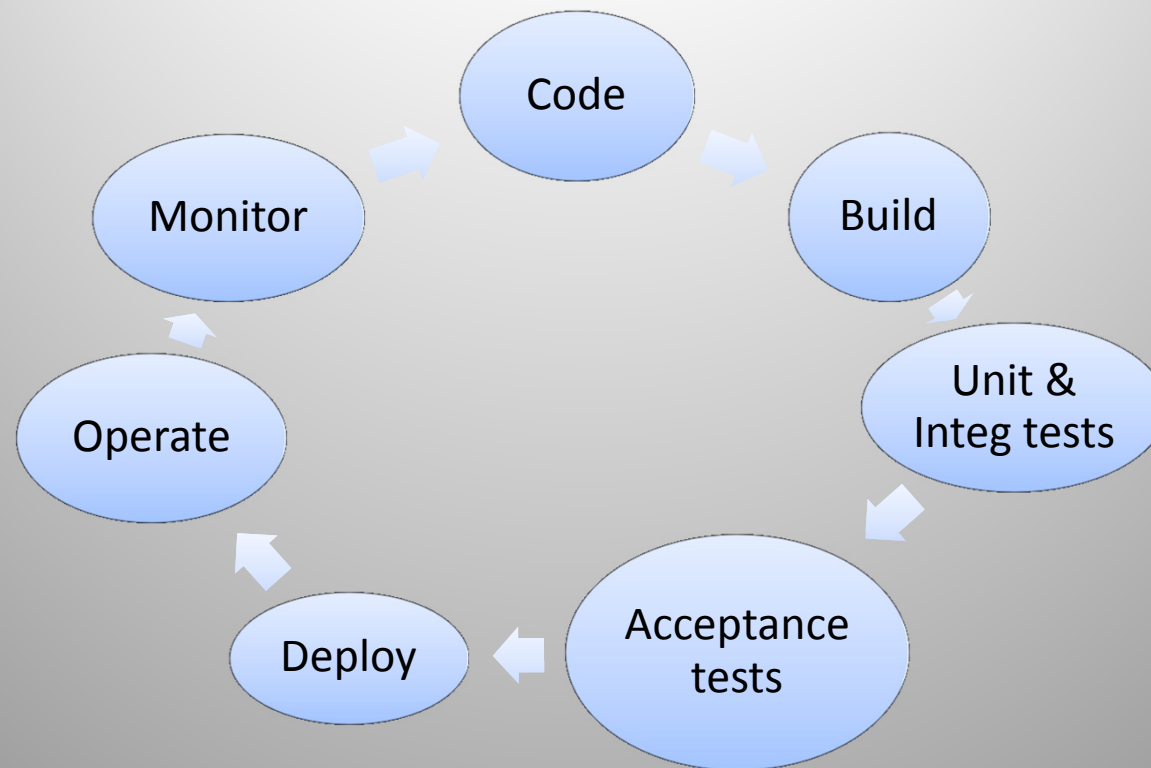 Code
Build
Unit &
Integ tests
Acceptance
tests
Deploy
Operate
Monitor